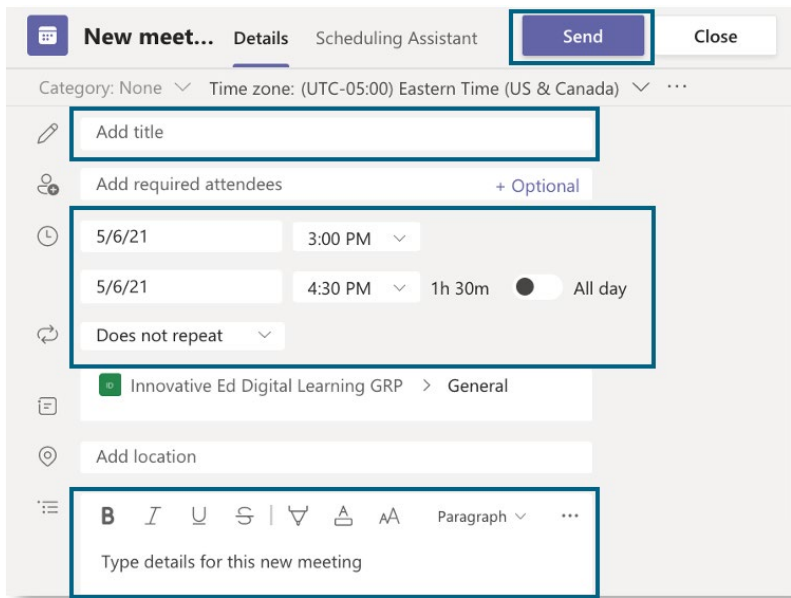 New meet... Details Scheduling Assistant Send Close
Category: None Time zone: (UTC-05:00) Eastern Time (US & Canada) ...
Add title
Add required attendees + Optional
5/6/21 3:00 PM
5/6/21 4:30 PM 1h 30m All day
Does not repeat
ID Innovative Ed Digital Learning GRP > General
Add location
B I U S A AA Paragraph ...
Type details for this new meeting